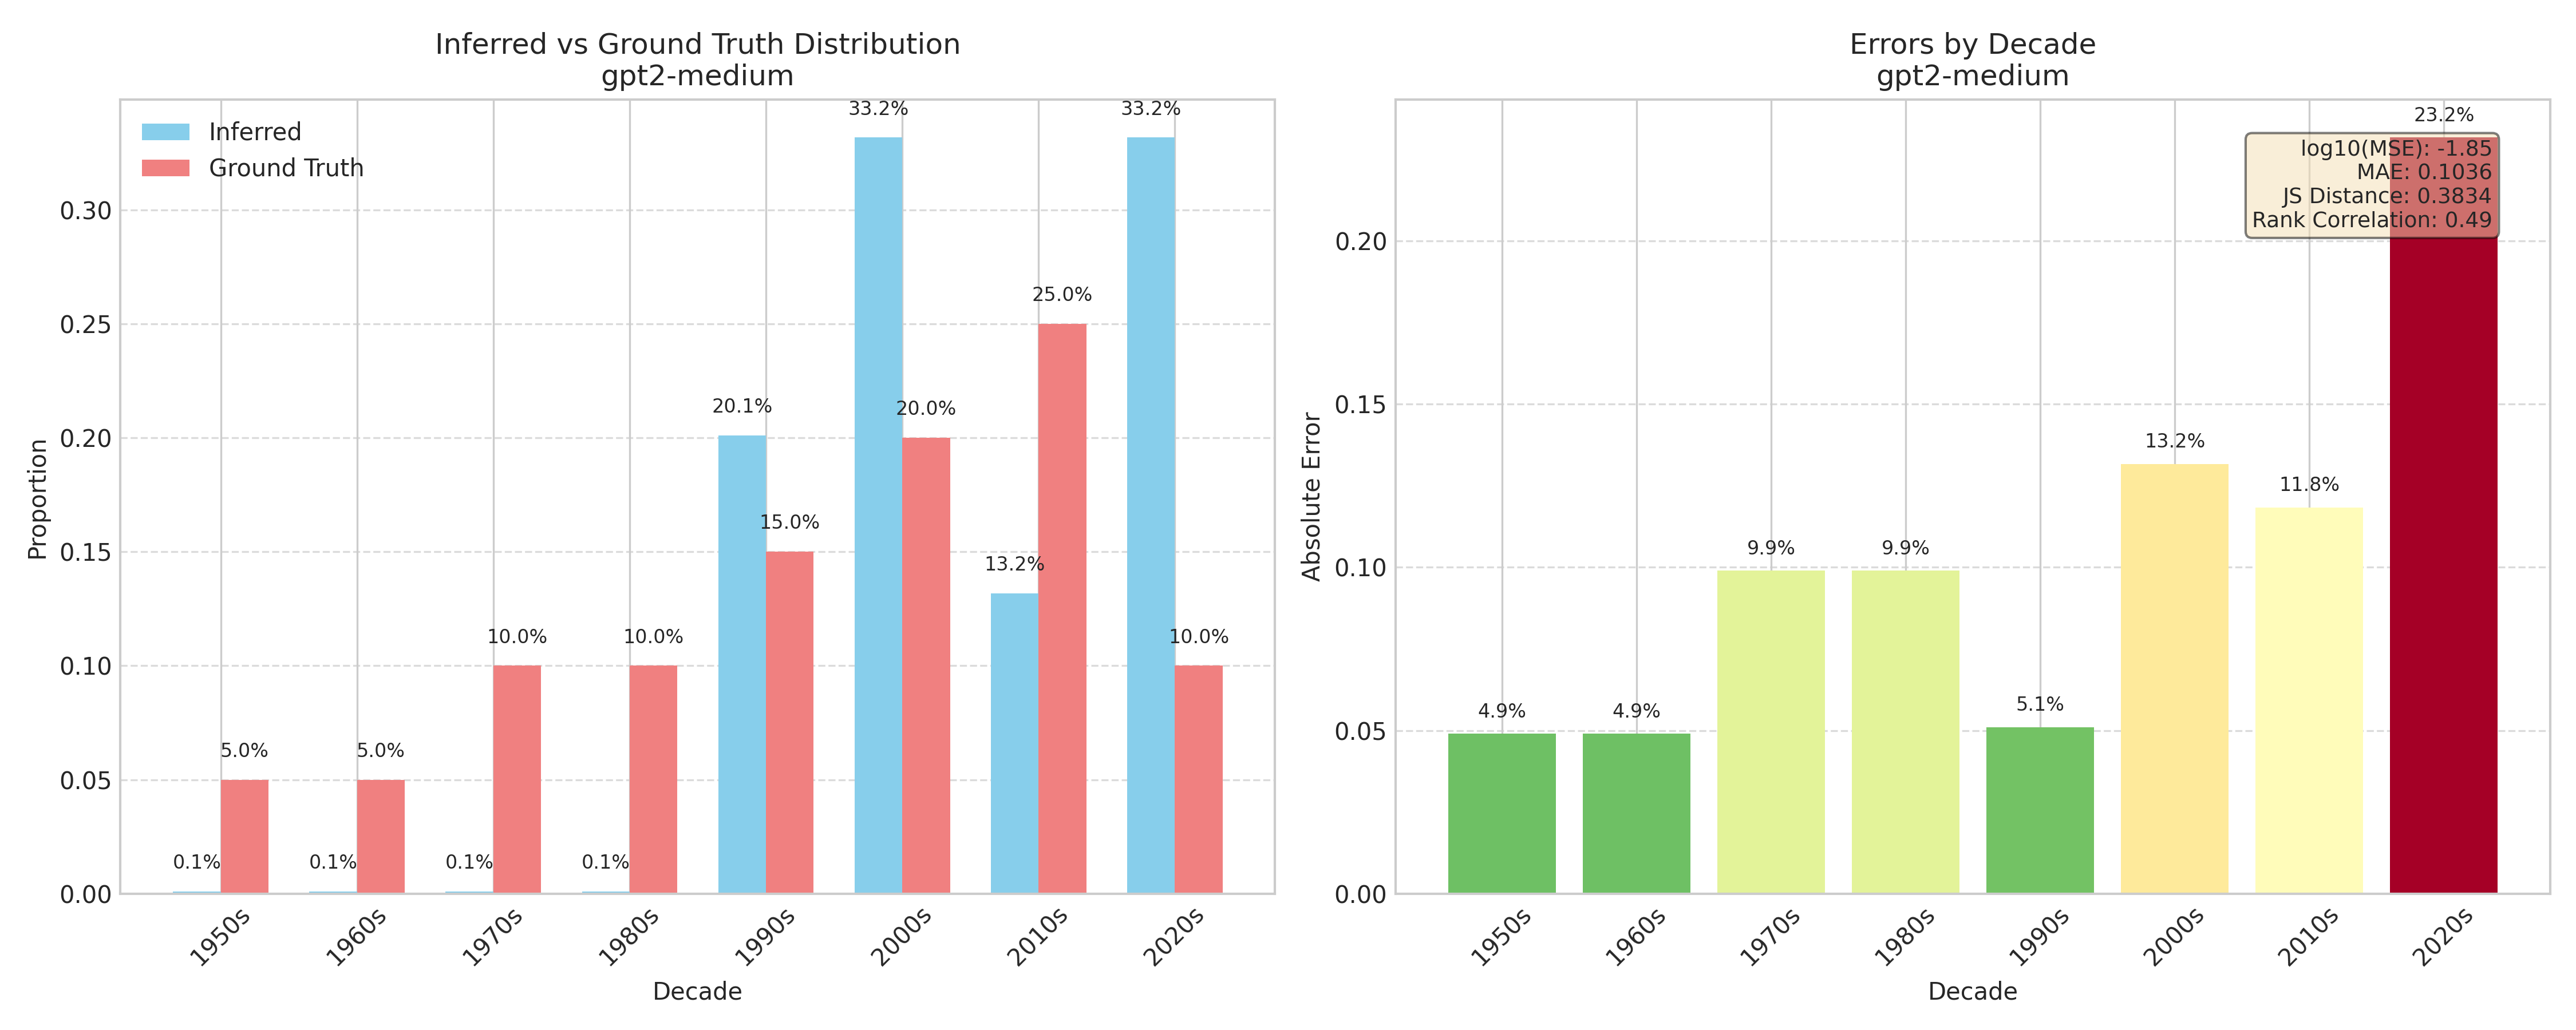 Inferred vs Ground Truth Distribution
gpt2-medium
Inferred
Ground Truth
Proportion
0.30
0.25
0.20
0.15
0.10
0.05
0.00
0.1%
5.0%
0.1%
5.0%
0.1%
10.0%
0.1%
10.0%
20.1%
15.0%
33.2%
20.0%
13.2%
25.0%
33.2%
10.0%
1950s
1960s
1970s
1980s
1990s
2000s
2010s
2020s
Decade
Errors by Decade
gpt2-medium
log10(MSE): -1.85
MAE: 0.1036
JS Distance: 0.3834
Rank Correlation: 0.49
Absolute Error
0.20
0.15
0.10
0.05
0.00
4.9%
4.9%
9.9%
9.9%
5.1%
13.2%
11.8%
23.2%
1950s
1960s
1970s
1980s
1990s
2000s
2010s
2020s
Decade